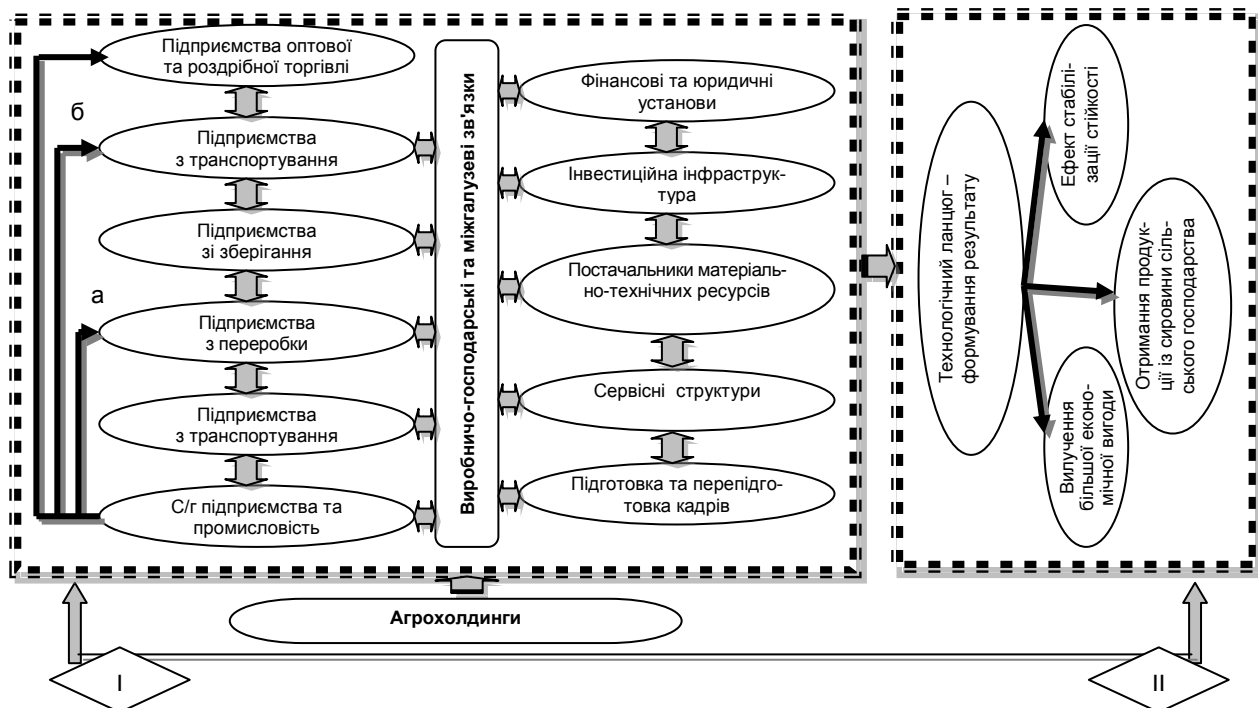 Підприємства оптової
та роздрібної торгівлі
б
Підприємства
з транспортування
Підприємства
зі зберігання
а
Підприємства
з переробки
Підприємства
з транспортування
С/г підприємства та
промисловість
Виробничо-господарські та міжгалузеві зв'язки
Фінансові та юридичні
установи
Інвестиційна інфраструк-
тура
Постачальники матеріаль-
но-технічних ресурсів
Сервісні структури
Підготовка та перепідго-
товка кадрів
Технологічний ланцюг –
формування результату
Ефект стабілі-
зації стійкості
Отримання продук-
ції із сировини сіль-
ського господарства
Вилучення
більшої еконо-
мічної вигоди
Агрохолдинги
I
II